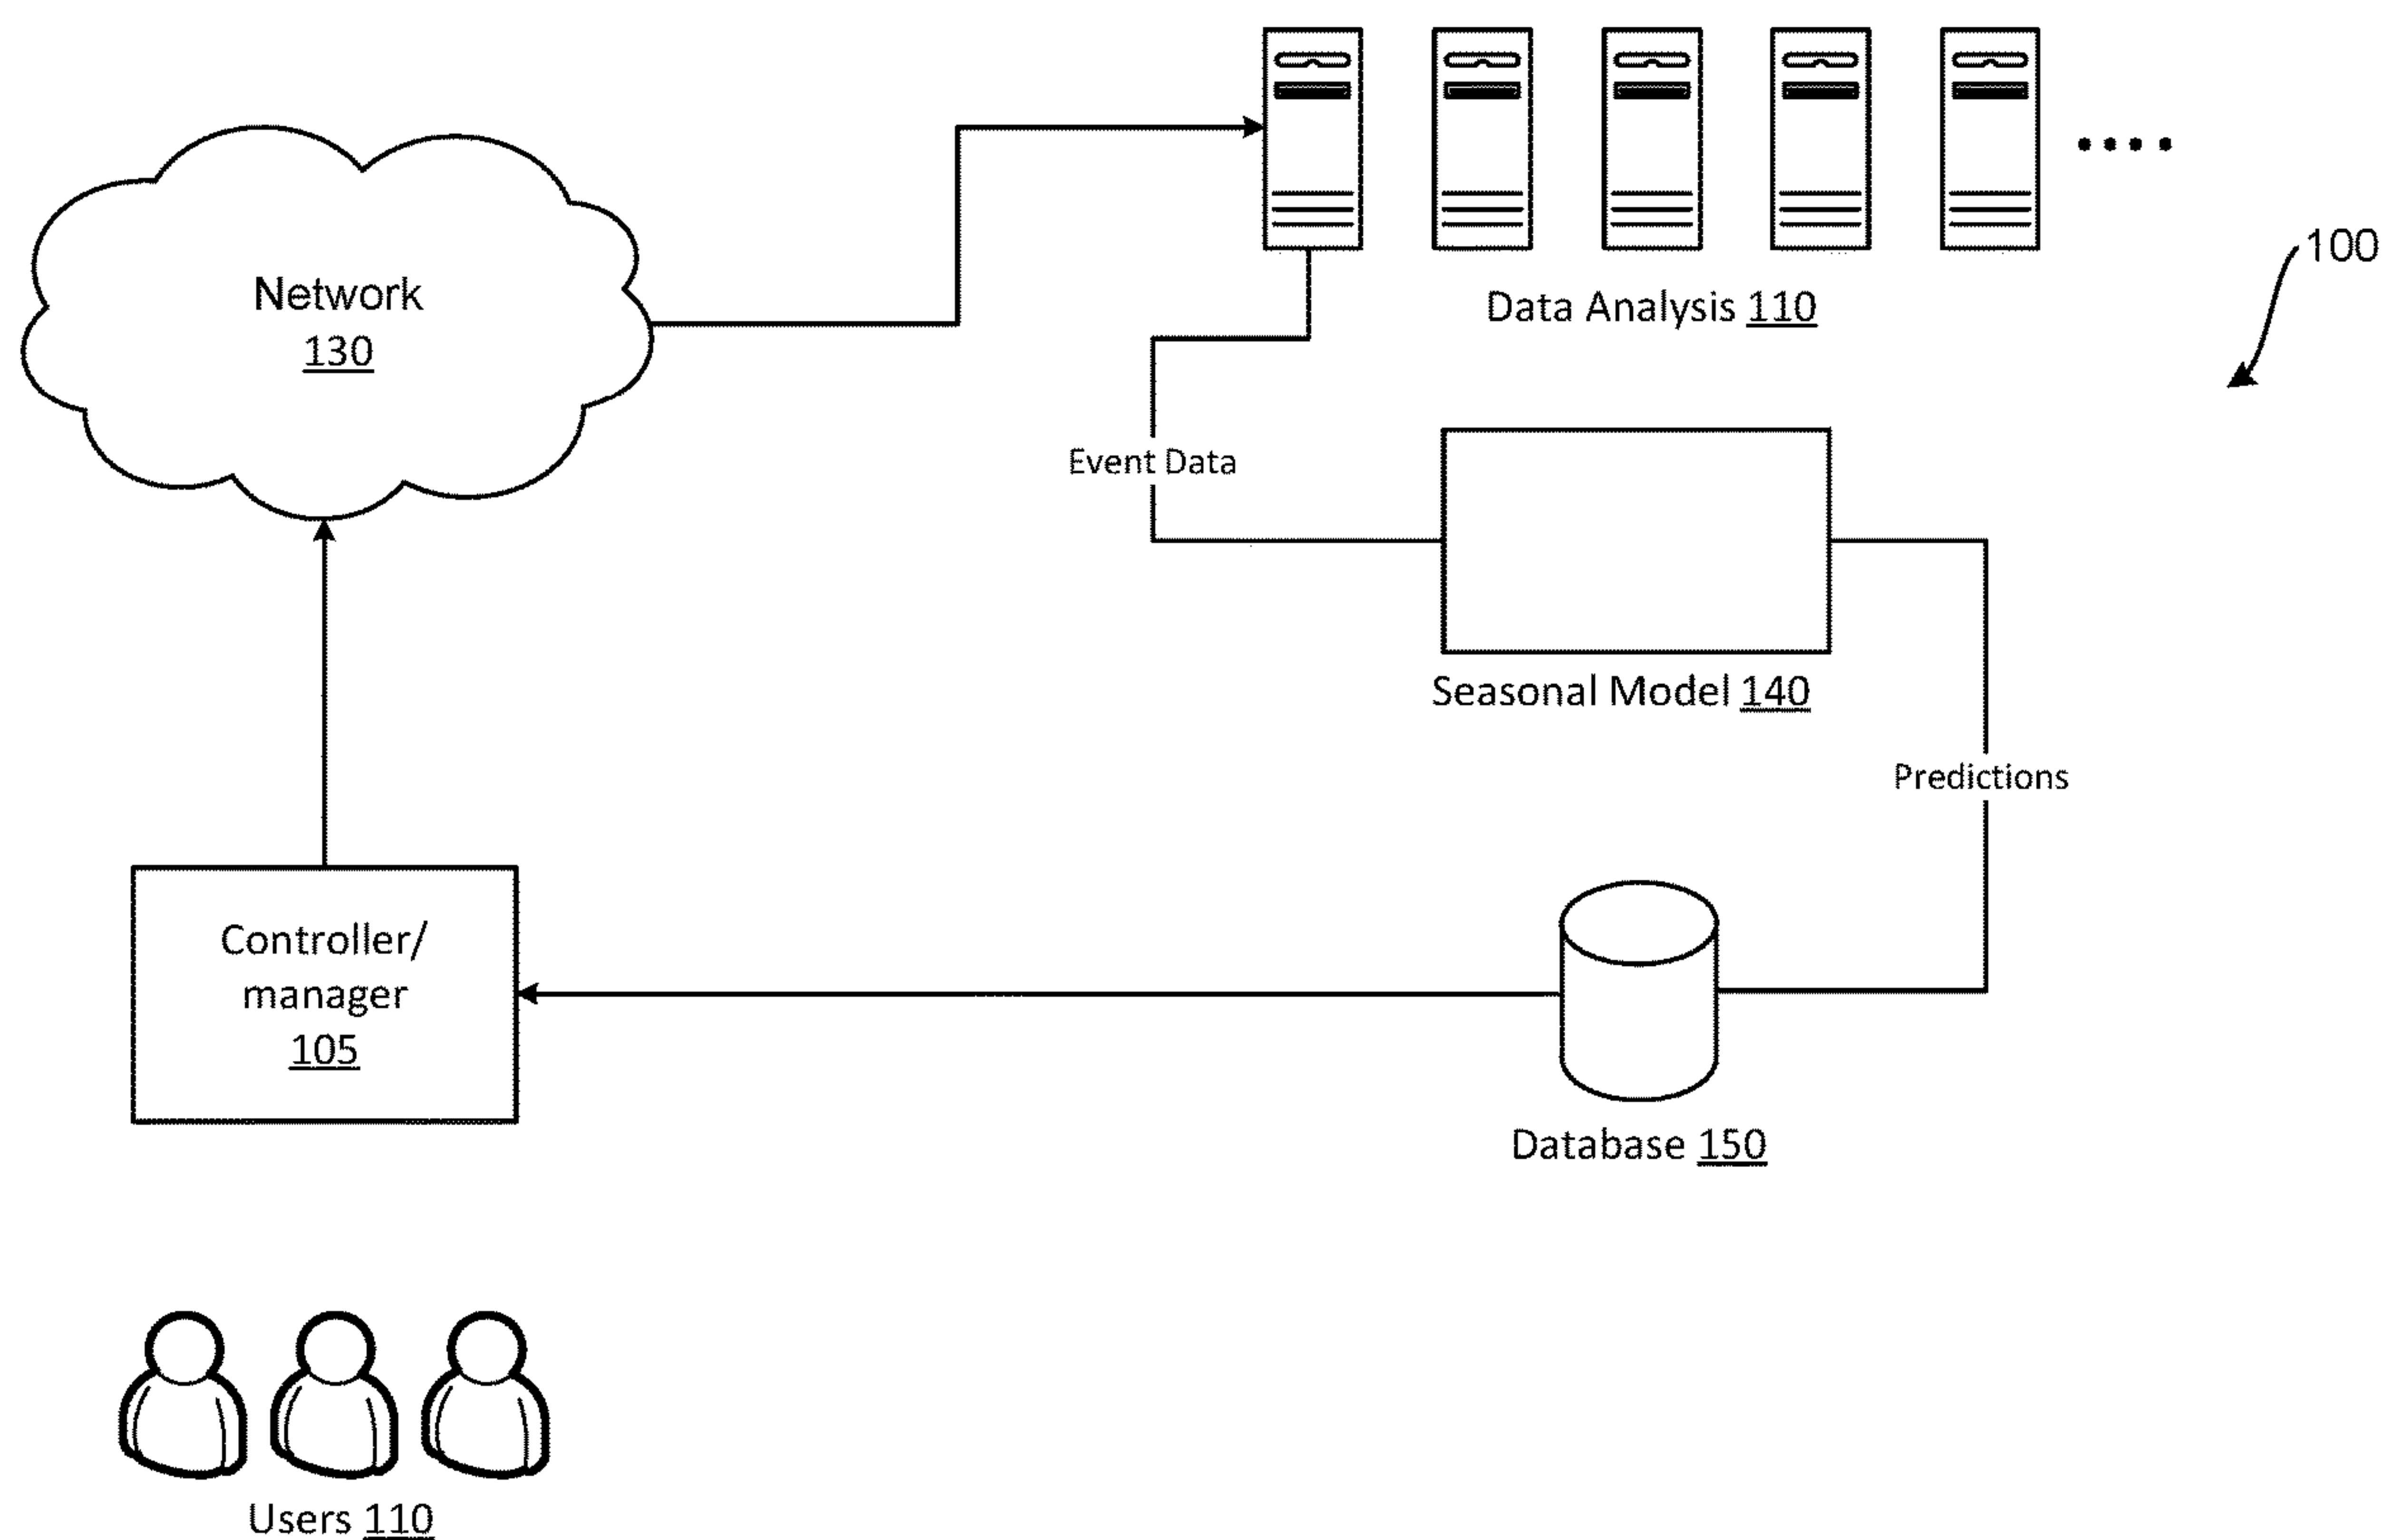 100
Network
130
Data Analysis 110
Event Data
Seasonal Model 140
Predictions
Controller/
manager
105
Database 150
Users 110